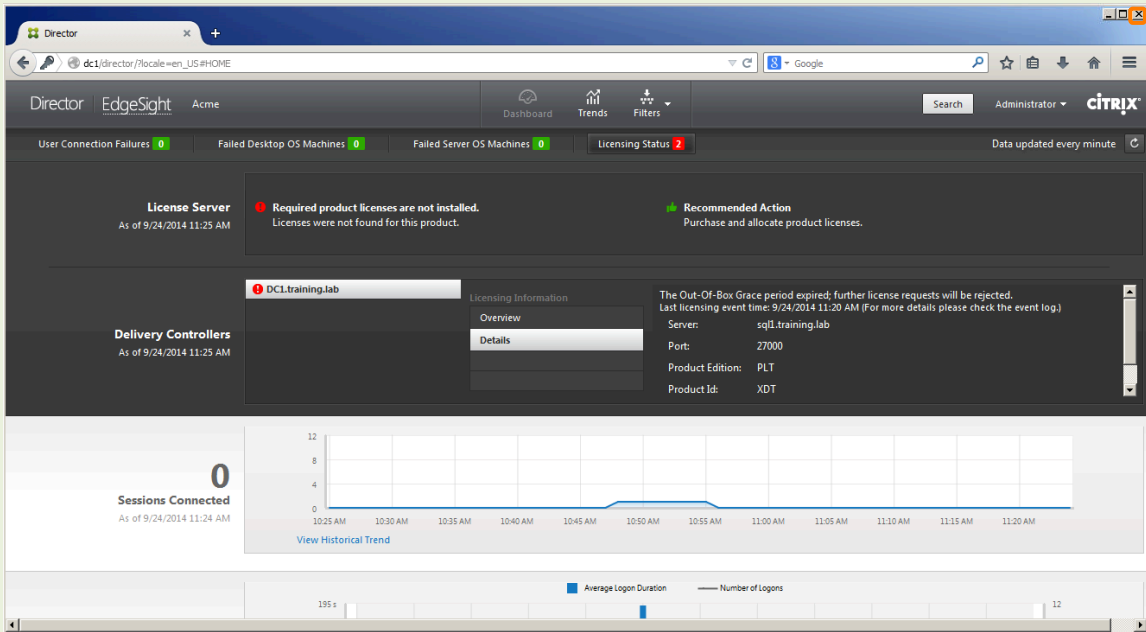 Director
dc1/director/?locale=en_US#HOME
Google
Director EdgeSight Acme
Dashboard Trends Filters
Search Administrator CITRIX
User Connection Failures 0 Failed Desktop OS Machines 0 Failed Server OS Machines 0 Licensing Status 2 Data updated every minute
License Server
As of 9/24/2014 11:25 AM
Required product licenses are not installed.
Licenses were not found for this product.
Recommended Action
Purchase and allocate product licenses.
Delivery Controllers
As of 9/24/2014 11:25 AM
DC1.training.lab
Licensing Information
Overview
Details
The Out-Of-Box Grace period expired; further license requests will be rejected.
Last licensing event time: 9/24/2014 11:20 AM (For more details please check the event log.)
Server: sql1.training.lab
Port: 27000
Product Edition: PLT
Product Id: XDT
0
Sessions Connected
As of 9/24/2014 11:24 AM
12
8
4
0
10:25 AM 10:30 AM 10:35 AM 10:40 AM 10:45 AM 10:50 AM 10:55 AM 11:00 AM 11:05 AM 11:10 AM 11:15 AM 11:20 AM
View Historical Trend
Average Logon Duration Number of Logons
195 s 12